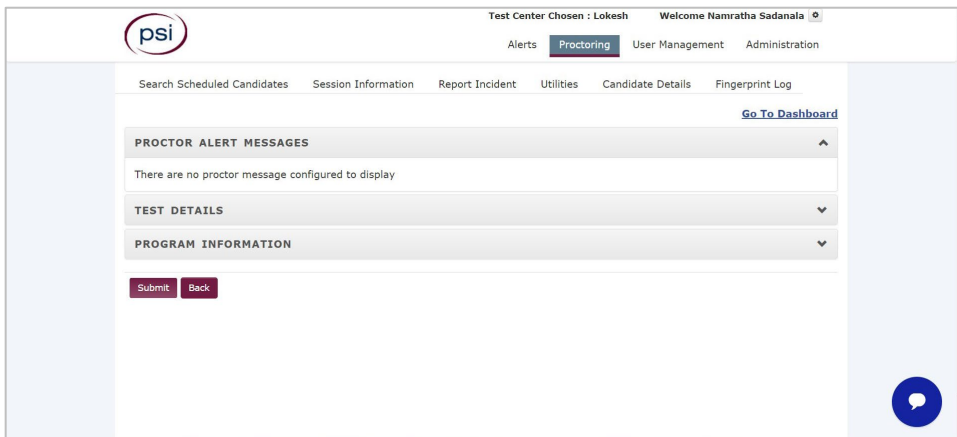 psi
Test Center Chosen : Lokesh Welcome Namratha Sadanala
Alerts Proctoring User Management Administration
Search Scheduled Candidates Session Information Report Incident Utilities Candidate Details Fingerprint Log
Go To Dashboard
PROCTOR ALERT MESSAGES
There are no proctor message configured to display
TEST DETAILS
PROGRAM INFORMATION
Submit Back